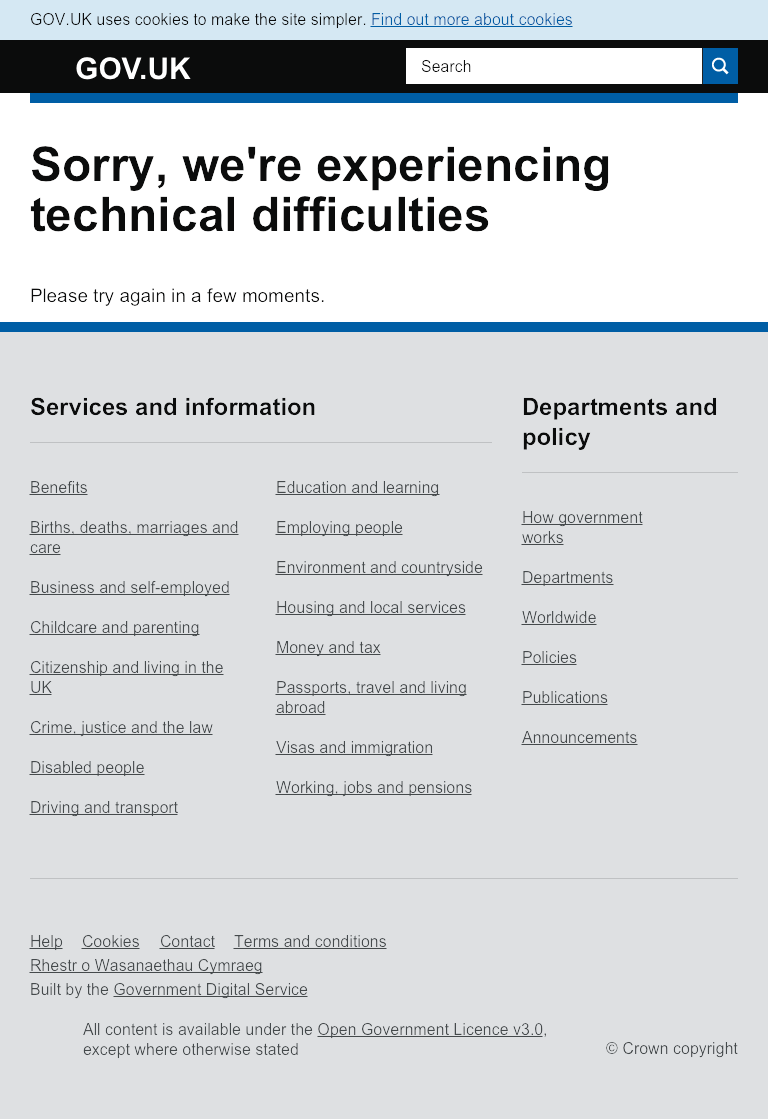 GOV.UK uses cookies to make the site simpler. Find out more about cookies
GOV.UK
Search
Sorry, we're experiencing
technical difficulties
Please try again in a few moments.
Services and information
Benefits
Births, deaths, marriages and
care
Business and self-employed
Childcare and parenting
Citizenship and living in the
UK
Crime, justice and the law
Disabled people
Driving and transport
Education and learning
Employing people
Environment and countryside
Housing and local services
Money and tax
Passports, travel and living
abroad
Visas and immigration
Working, jobs and pensions
Departments and
policy
How government
works
Departments
Worldwide
Policies
Publications
Announcements
Help Cookies Contact Terms and conditions
Rhestr o Wasanaethau Cymraeg
Built by the Government Digital Service
All content is available under the Open Government Licence v3.0,
except where otherwise stated
© Crown copyright